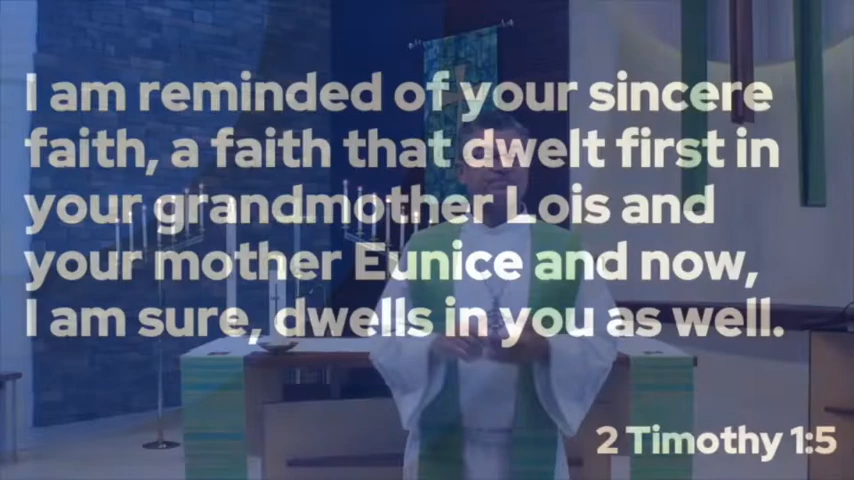 I am reminded of your sincere
faith, a faith that dwelt first in
your grandmother Lois and
your mother Eunice and now,
I am sure, dwells in you as well.
2 Timothy 1:5